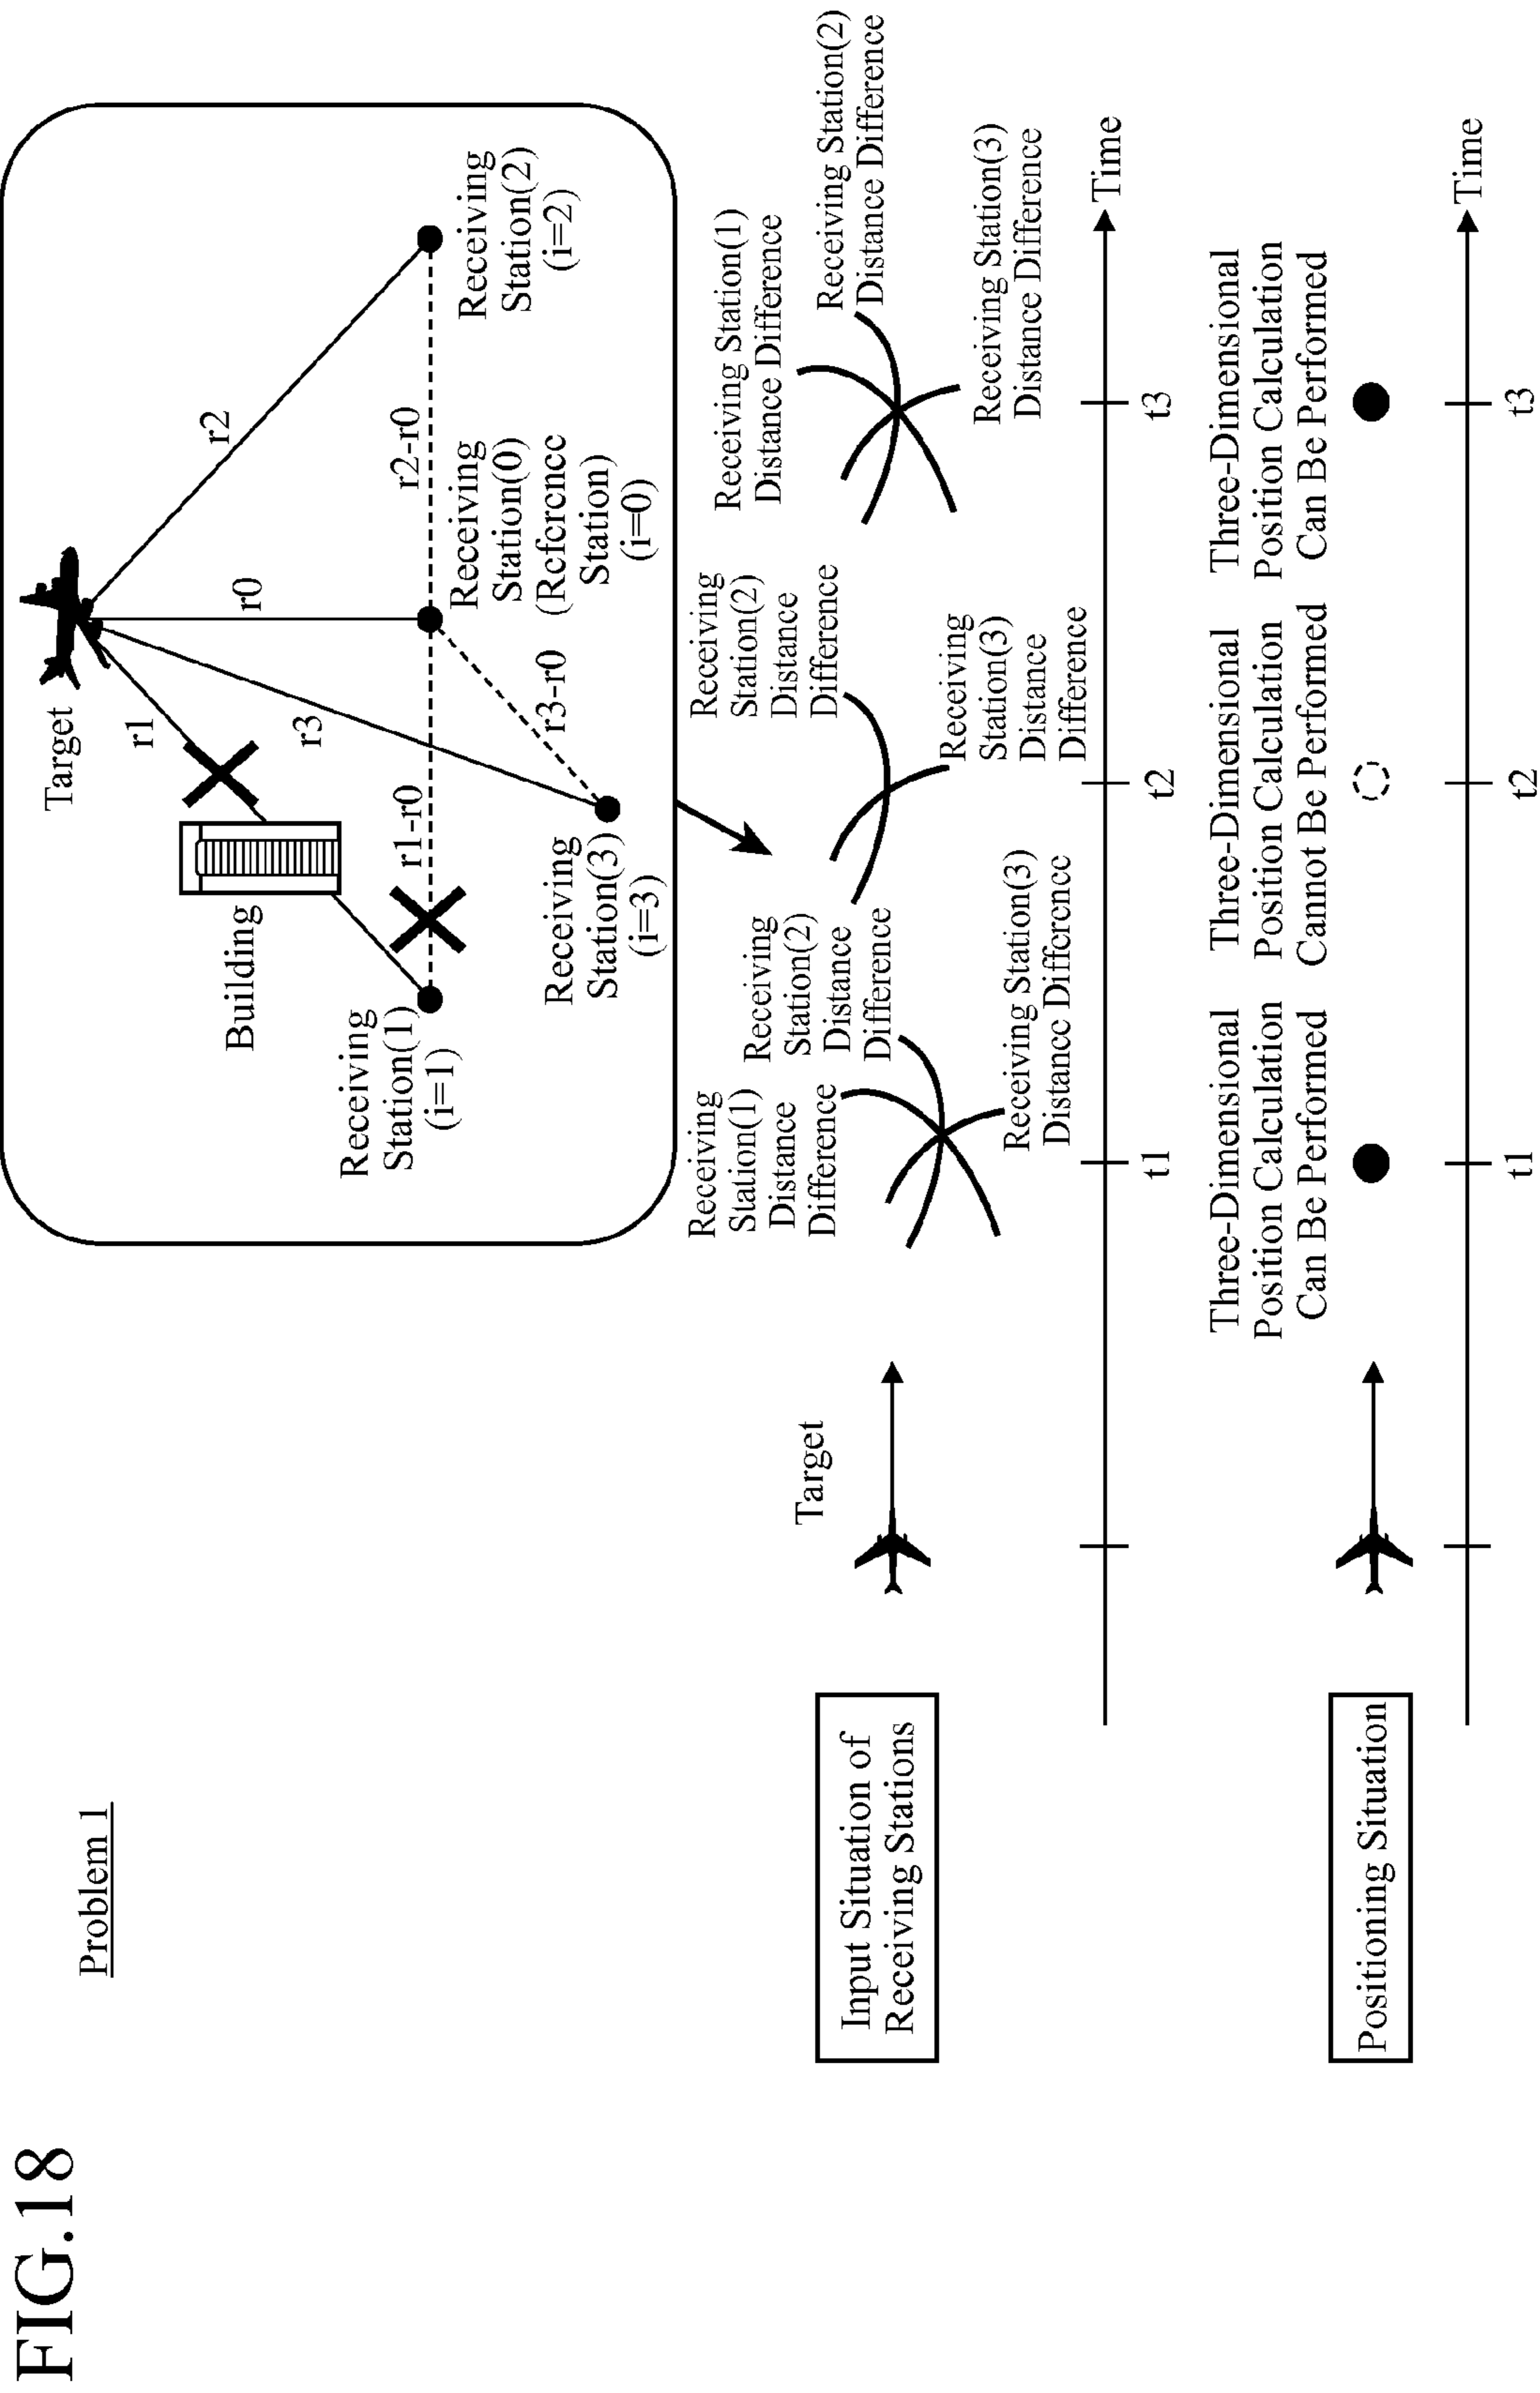 FIG.18
Problem 1
Target
r1
r0
r2
r3
Building
r1-r0
r2-r0
r3-r0
Receiving
Station(1)
(i=1)
Receiving
Station(3)
(i=3)
Receiving
Station(0)
(Reference
Station)
(i=0)
Receiving
Station(2)
(i=2)
Input Situation of
Receiving Stations
Target
Receiving
Station(1)
Distance
Difference
Receiving
Station(2)
Distance
Difference
Receiving Station(3)
Distance Difference
Receiving
Station(2)
Distance
Difference
Receiving
Station(3)
Distance
Difference
Receiving Station(1)
Distance Difference
Receiving Station(2)
Distance Difference
Receiving Station(3)
Distance Difference
Time
t1
t2
t3
Positioning Situation
Three-Dimensional
Position Calculation
Can Be Performed
Three-Dimensional
Position Calculation
Cannot Be Performed
Three-Dimensional
Position Calculation
Can Be Performed
Time
t1
t2
t3